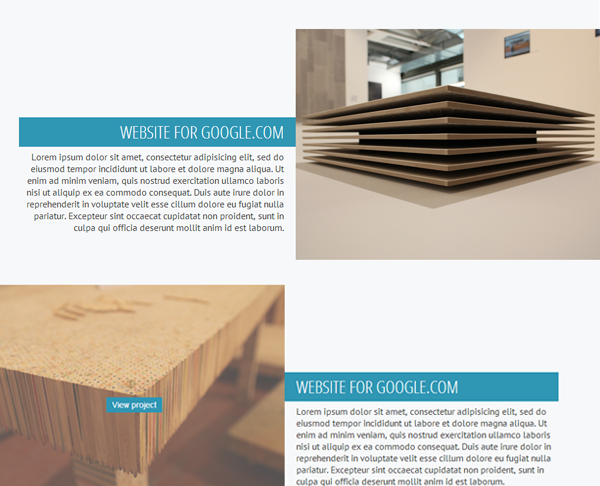 WEBSITE FOR GOOGLE.COM
Lorem ipsum dolor sit amet, consectetur adipisicing elit, sed do
eiusmod tempor incididunt ut labore et dolore magna aliqua. Ut
enim ad minim veniam, quis nostrud exercitation ullamco laboris
nisi ut aliquip ex ea commodo consequat. Duis aute irure dolor in
reprehenderit in voluptate velit esse cillum dolore eu fugiat nulla
pariatur. Excepteur sint occaecat cupidatat non proident, sunt in
culpa qui officia deserunt mollit anim id est laborum.
View project
WEBSITE FOR GOOGLE.COM
Lorem ipsum dolor sit amet, consectetur adipisicing elit, sed do
eiusmod tempor incididunt ut labore et dolore magna aliqua. Ut
enim ad minim veniam, quis nostrud exercitation ullamco laboris
nisi ut aliquip ex ea commodo consequat. Duis aute irure dolor in
reprehenderit in voluptate velit esse cillum dolore eu fugiat nulla
pariatur. Excepteur sint occaecat cupidatat non proident, sunt in
culpa qui officia deserunt mollit anim id est laborum.